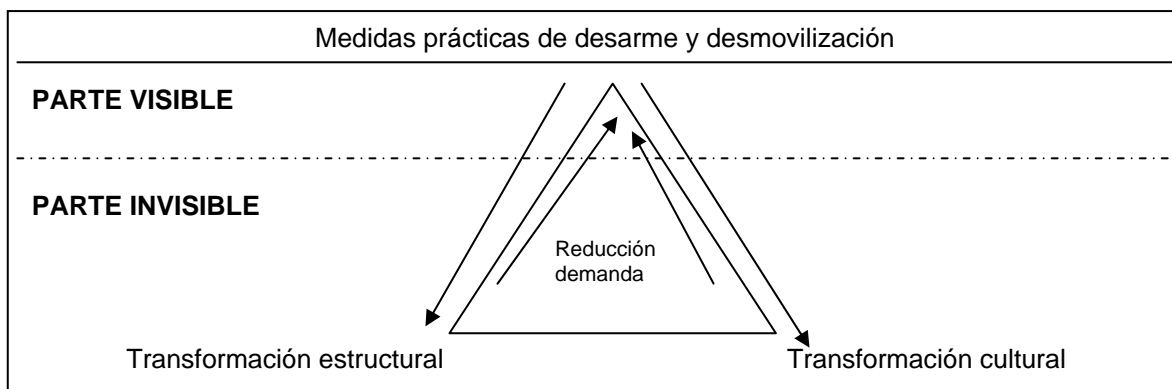 Medidas prácticas de desarme y desmovilización
PARTE VISIBLE
PARTE INVISIBLE
Reducción
demanda
Transformación estructural
Transformación cultural